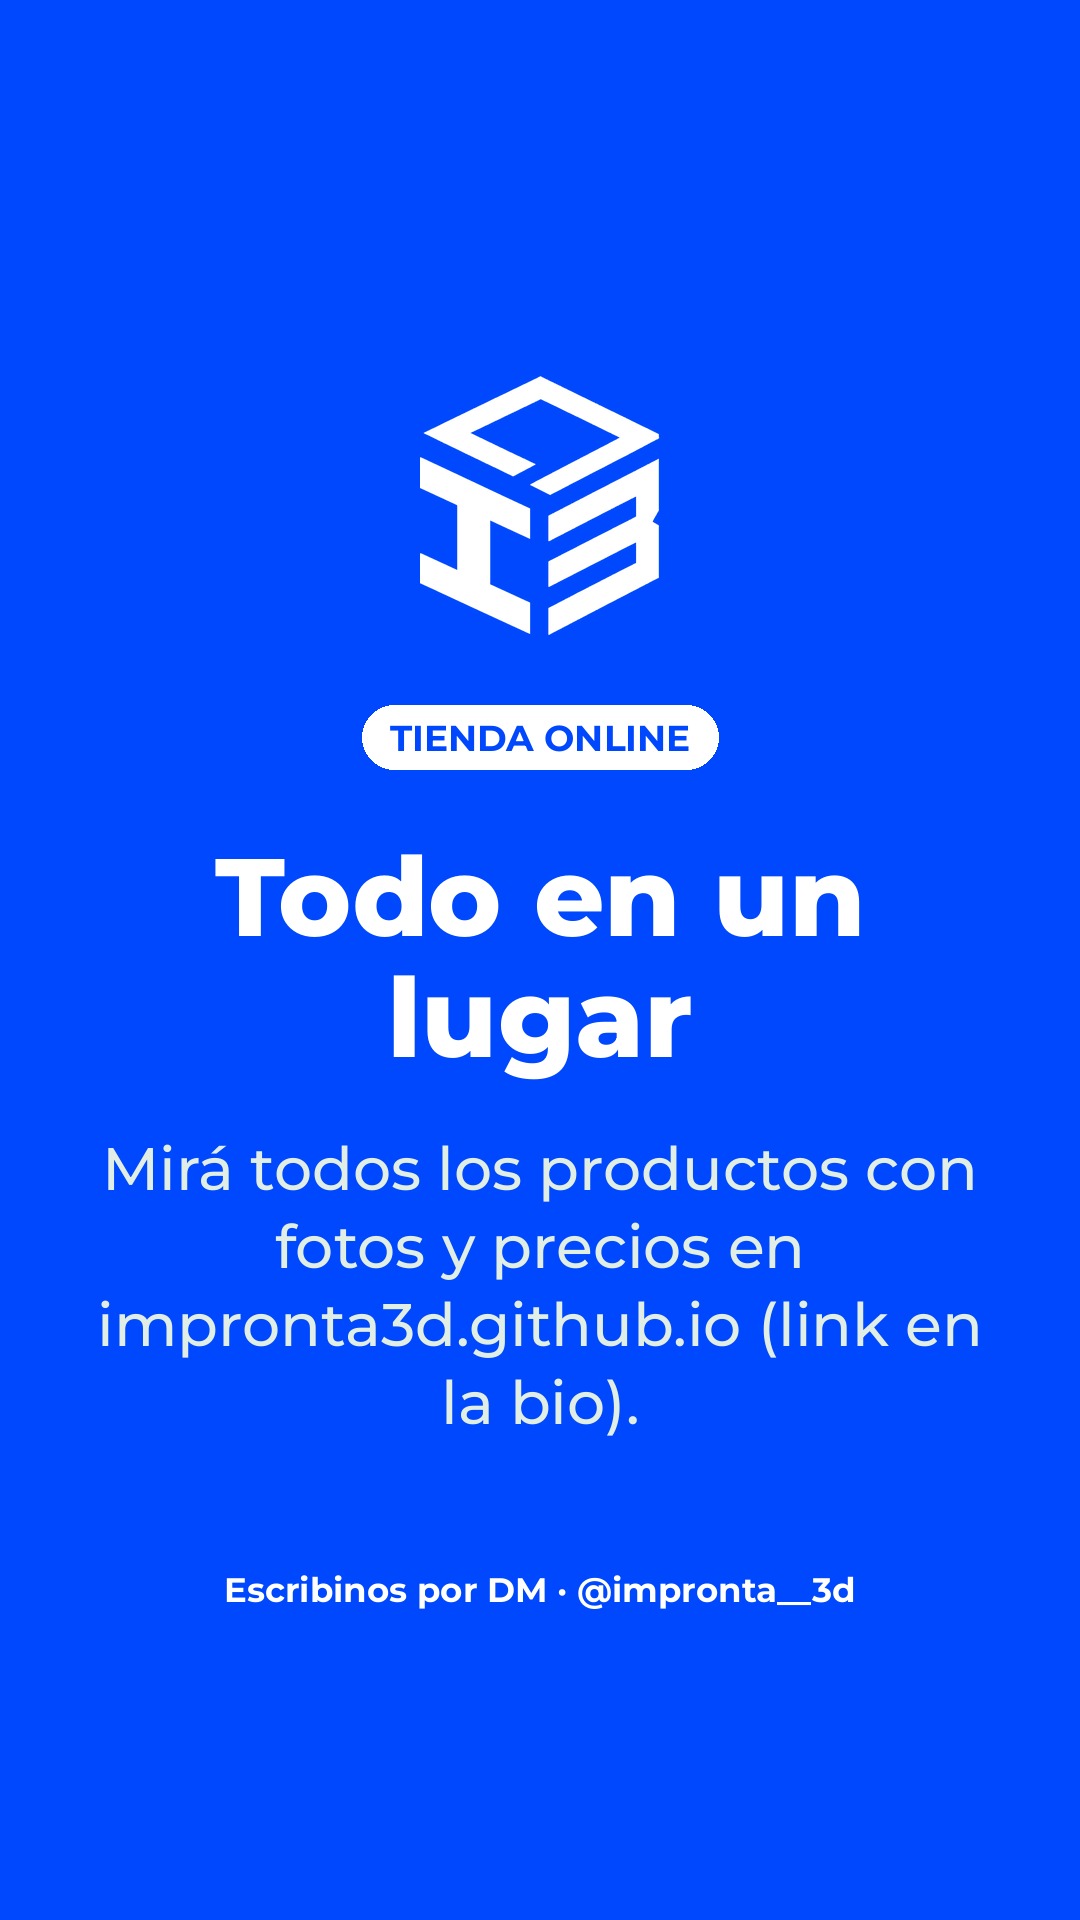 TIENDA ONLINE
Todo en un
lugar
Mirá todos los productos con
fotos y precios en
impronta3d.github.io (link en
la bio).
Escribinos por DM · @impronta__3d